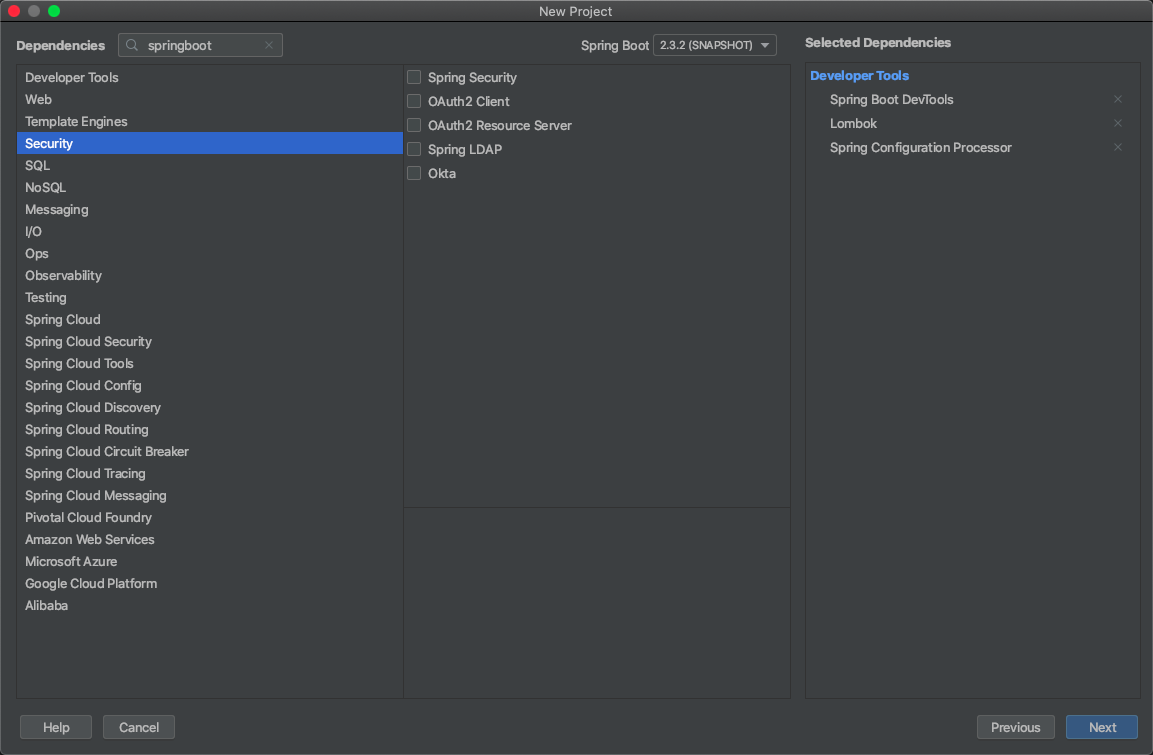 New Project
Dependencies
springboot
Spring Boot 2.3.2 (SNAPSHOT)
Selected Dependencies
Developer Tools
Web
Template Engines
Security
SQL
NoSQL
Messaging
I/O
Ops
Observability
Testing
Spring Cloud
Spring Cloud Security
Spring Cloud Tools
Spring Cloud Config
Spring Cloud Discovery
Spring Cloud Routing
Spring Cloud Circuit Breaker
Spring Cloud Tracing
Spring Cloud Messaging
Pivotal Cloud Foundry
Amazon Web Services
Microsoft Azure
Google Cloud Platform
Alibaba
Spring Security
OAuth2 Client
OAuth2 Resource Server
Spring LDAP
Okta
Developer Tools
Spring Boot DevTools
Lombok
Spring Configuration Processor
Help
Cancel
Previous
Next